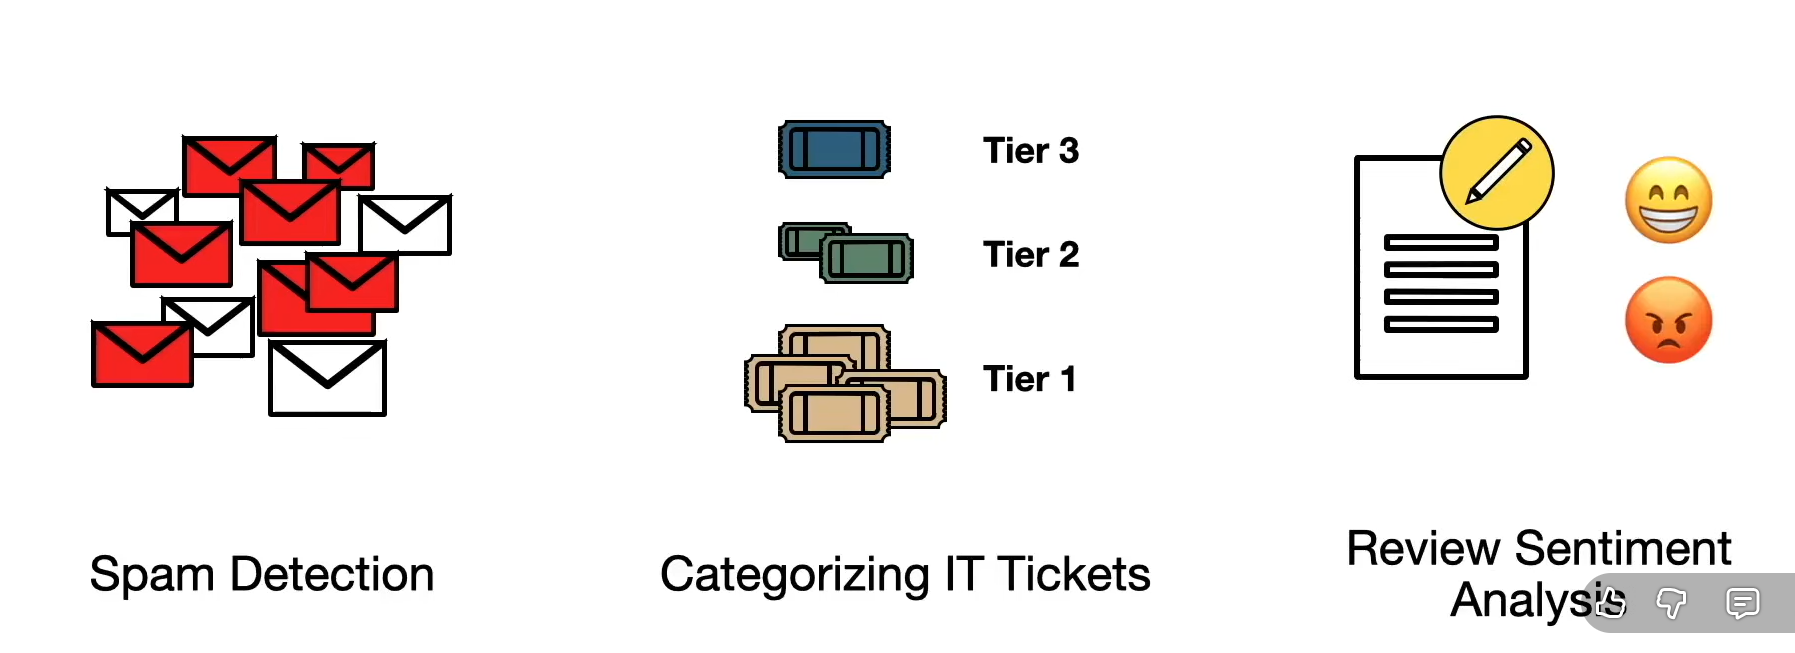 Tier 3
Tier 2
Tier 1
Spam Detection
Categorizing IT Tickets
Review Sentiment
Analysis